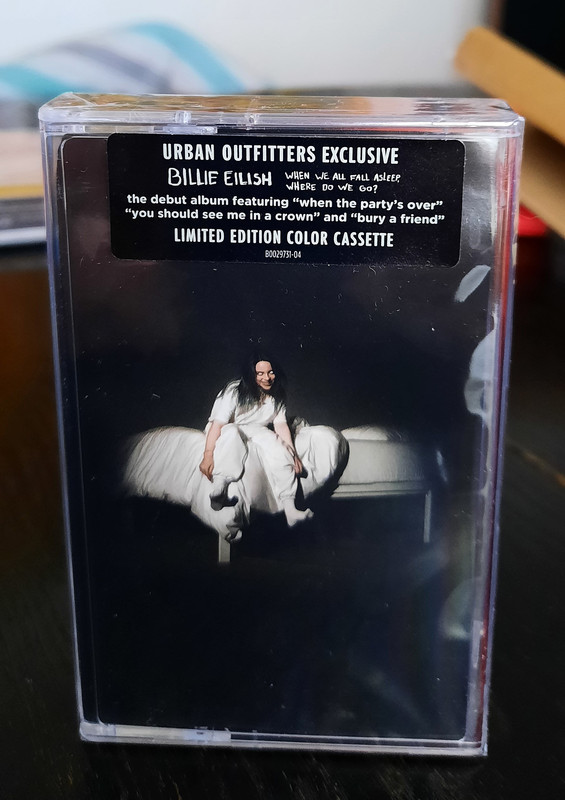 URBAN OUTFITTERS EXCLUSIVE
BILLIE EILISH WHEN WE ALL FALL ASLEEP,
WHERE DO WE GO?
the debut album featuring “when the party’s over”
“you should see me in a crown” and “bury a friend”
LIMITED EDITION COLOR CASSETTE
B0029731-04